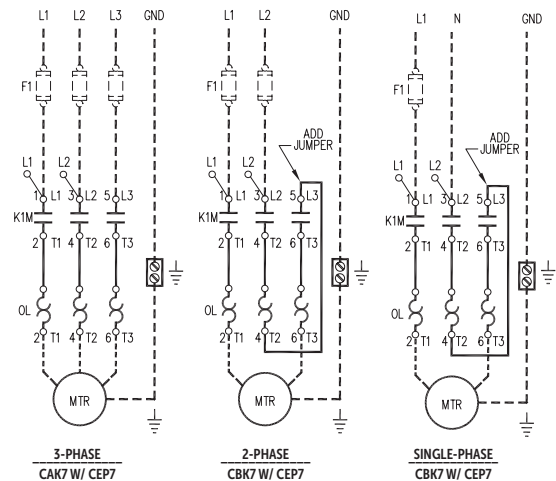 L1 L2 L3 GND
F1
L1 L2
1 L1 3 L2 5 L3
K1M
2 T1 4 T2 6 T3
OL
2 T1 4 T2 6 T3
MTR
3-PHASE
CAK7 W/ CEP7
L1 L2 GND
F1
ADD
JUMPER
L1 L2
1 L1 3 L2 5 L3
K1M
2 T1 4 T2 6 T3
OL
2 T1 4 T2 6 T3
MTR
2-PHASE
CBK7 W/ CEP7
L1 N GND
F1
ADD
JUMPER
L1 L2
1 L1 3 L2 5 L3
K1M
2 T1 4 T2 6 T3
OL
2 T1 4 T2 6 T3
MTR
SINGLE-PHASE
CBK7 W/ CEP7